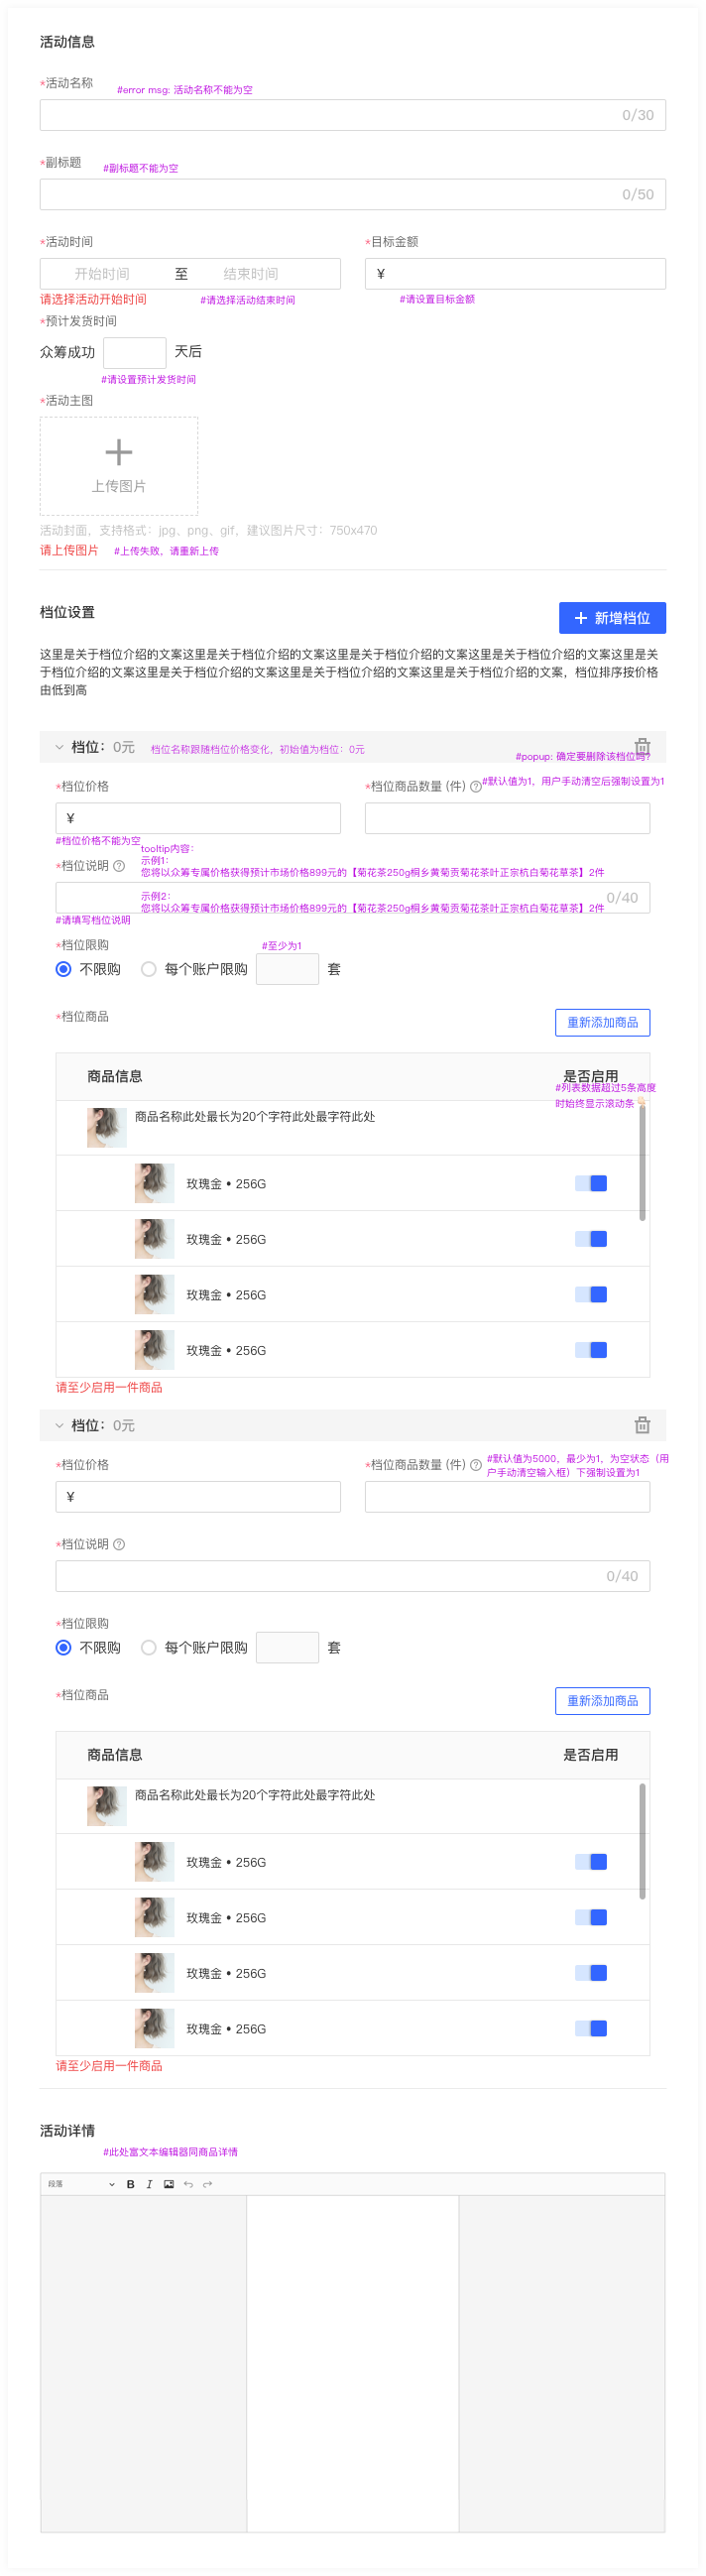 活动信息
*活动名称
#error msg: 活动名称不能为空
0/30
*副标题
#副标题不能为空
0/50
*活动时间
*目标金额
开始时间 至 结束时间
¥
请选择活动开始时间
#请选择活动结束时间
#请设置目标金额
*预计发货时间
众筹成功 天后
#请设置预计发货时间
*活动主图
上传图片
活动封面，支持格式：jpg、png、gif，建议图片尺寸：750x470
请上传图片
#上传失败，请重新上传
档位设置
新增档位
这里是关于档位介绍的文案这里是关于档位介绍的文案这里是关于档位介绍的文案这里是关于档位介绍的文案这里是关
于档位介绍的文案这里是关于档位介绍的文案这里是关于档位介绍的文案这里是关于档位介绍的文案，档位排序按价格
由低到高
档位：0元
档位名称跟随档位价格变化，初始值为档位：0元
#popup: 确定要删除该档位吗？
*档位价格
*档位商品数量 (件) ?
#默认值为1，用户手动清空后强制设置为1
¥
#档位价格不能为空
tooltip内容：
示例1：
*档位说明 ?
您将以众筹专属价格获得预计市场价格899元的【菊花茶250g桐乡黄菊贡菊花茶叶正宗杭白菊花草茶】2件
示例2：
0/40
您将以众筹专属价格获得预计市场价格899元的【菊花茶250g桐乡黄菊贡菊花茶叶正宗杭白菊花草茶】2件
#请填写档位说明
*档位限购
#至少为1
不限购 每个账户限购 套
*档位商品
重新添加商品
商品信息
是否启用
#列表数据超过5条高度
时始终显示滚动条
商品名称此处最长为20个字符此处最字符此处
玫瑰金 • 256G
玫瑰金 • 256G
玫瑰金 • 256G
玫瑰金 • 256G
请至少启用一件商品
档位：0元
*档位价格
*档位商品数量 (件) ?
#默认值为5000，最少为1，为空状态（用
户手动清空输入框）下强制设置为1
¥
*档位说明 ?
0/40
*档位限购
不限购 每个账户限购 套
*档位商品
重新添加商品
商品信息
是否启用
商品名称此处最长为20个字符此处最字符此处
玫瑰金 • 256G
玫瑰金 • 256G
玫瑰金 • 256G
玫瑰金 • 256G
请至少启用一件商品
活动详情
#此处富文本编辑器同商品详情
段落 B I